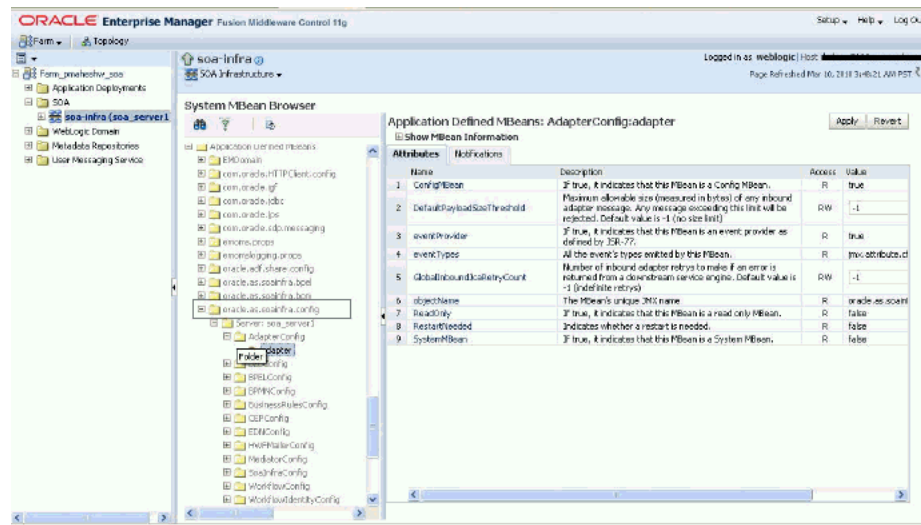 ORACLE Enterprise Manager Fusion Middleware Control 11g
Setup Help Log Ou
Farm Topology
soa-infra
Logged in as weblogic|Host
SOA Infrastructure
Page Refreshed Mar 10, 2010 3:48:21 AM PST
Farm_pmaheshw_soa
Application Deployments
SOA
soa-infra (soa_server1
WebLogic Domain
Metadata Repositories
User Messaging Service
System MBean Browser
Application Defined MBeans
EMDomain
com.oracle.HTTPClient.config
com.oracle.igf
com.oracle.jdbc
com.oracle.jps
com.oracle.sdp.messaging
emoms.props
emomslogging.props
oracle.adf.share.config
oracle.as.soainfra.bpel
oracle.as.soainfra.bpm
oracle.as.soainfra.config
Server: soa_server1
AdapterConfig
dapter
Folder
onfig
BPELConfig
BPMNConfig
BusinessRulesConfig
CEPConfig
EDNConfig
HWFMailerConfig
MediatorConfig
SoaInfraConfig
WorkflowConfig
WorkflowIdentityConfig
Application Defined MBeans: AdapterConfig:adapter
Apply Revert
Show MBean Information
Attributes Notifications
Name Description Access Value
1 ConfigMBean If true, it indicates that this MBean is a Config MBean. R true
2 DefaultPayloadSizeThreshold Maximum allowable size (measured in bytes) of any inbound adapter message. Any message exceeding this limit will be rejected. Default value is -1 (no size limit) RW -1
3 eventProvider If true, it indicates that this MBean is an event provider as defined by JSR-77. R true
4 eventTypes All the event's types emitted by this MBean. R jmx.attribute.cl
5 GlobalInboundJcaRetryCount Number of inbound adapter retrys to make if an error is returned from a downstream service engine. Default value is -1 (indefinite retrys) RW -1
6 objectName The MBean's unique JMX name R oracle.as.soainf
7 ReadOnly If true, it indicates that this MBean is a read only MBean. R false
8 RestartNeeded Indicates whether a restart is needed. R false
9 SystemMBean If true, it indicates that this MBean is a System MBean. R false